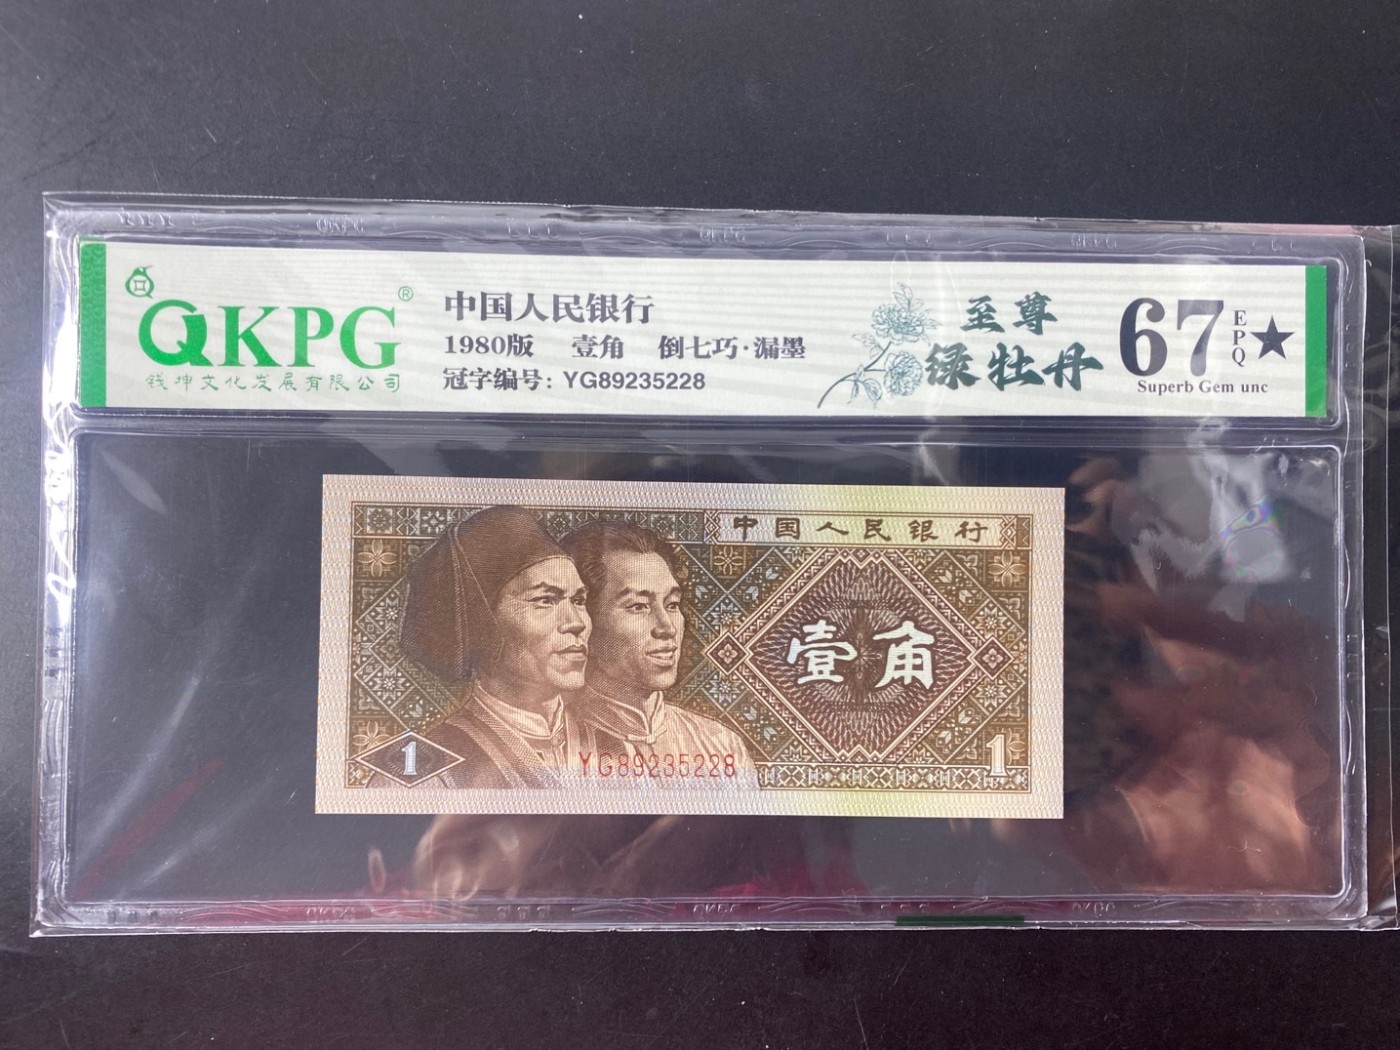 QKPG®
钱坤文化发展有限公司
中国人民银行
1980版 壹角 倒七巧·漏墨
冠字编号: YG89235228
至尊
绿牡丹
67 EPQ★
Superb Gem unc
中国人民银行
壹角
1
YG89235228
1